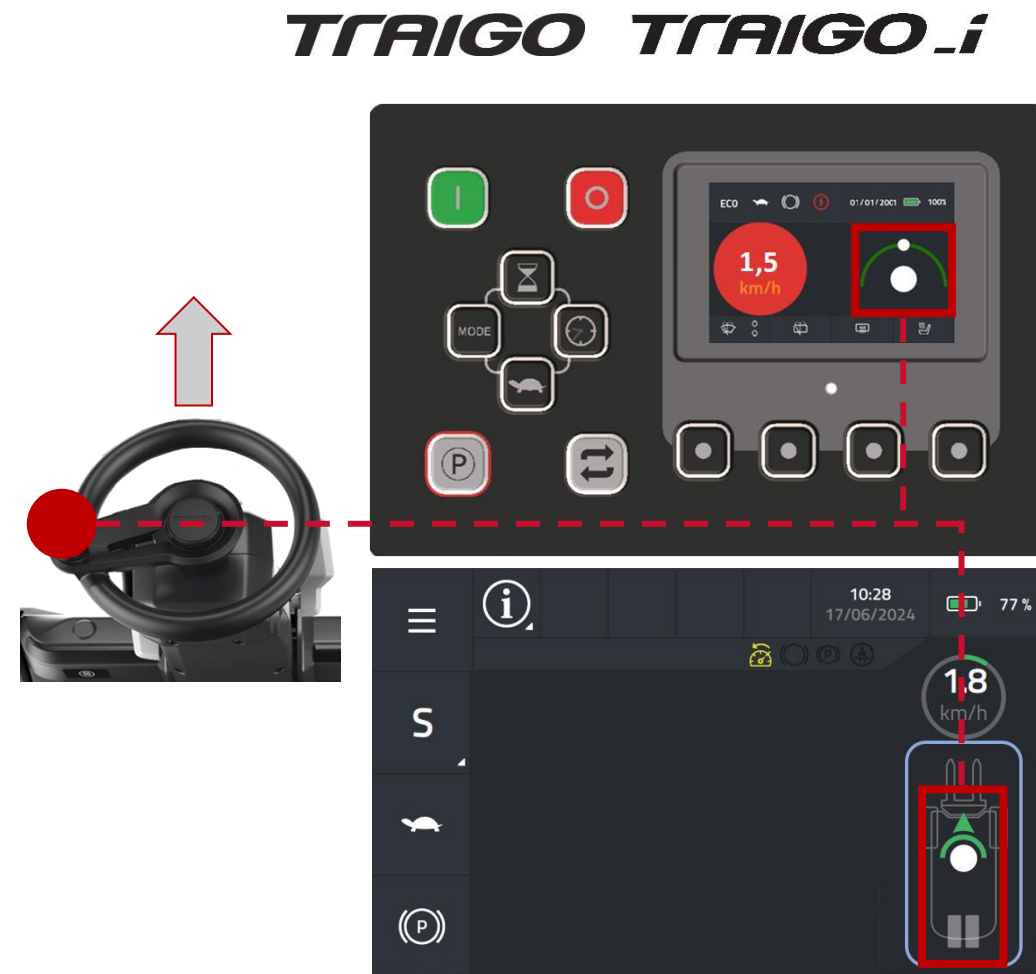 TRAIGO TRAIGO_i
ECO 01/01/2001 100%
1,5
km/h
MODE
P
10:28
17/06/2024
77 %
i
P
1,8
km/h
S
P